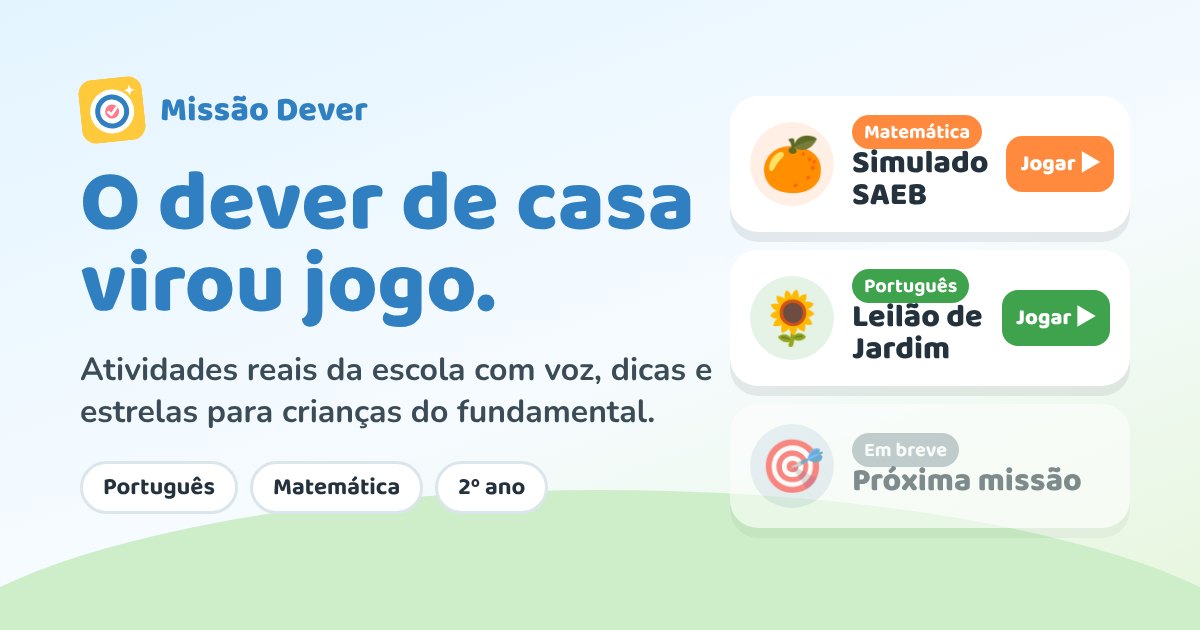 Missão Dever
O dever de casa
virou jogo.
Atividades reais da escola com voz, dicas e
estrelas para crianças do fundamental.
Português
Matemática
2º ano
Matemática
Simulado
SAEB
Jogar ▶
Português
Leilão de
Jardim
Jogar ▶
Em breve
Próxima missão